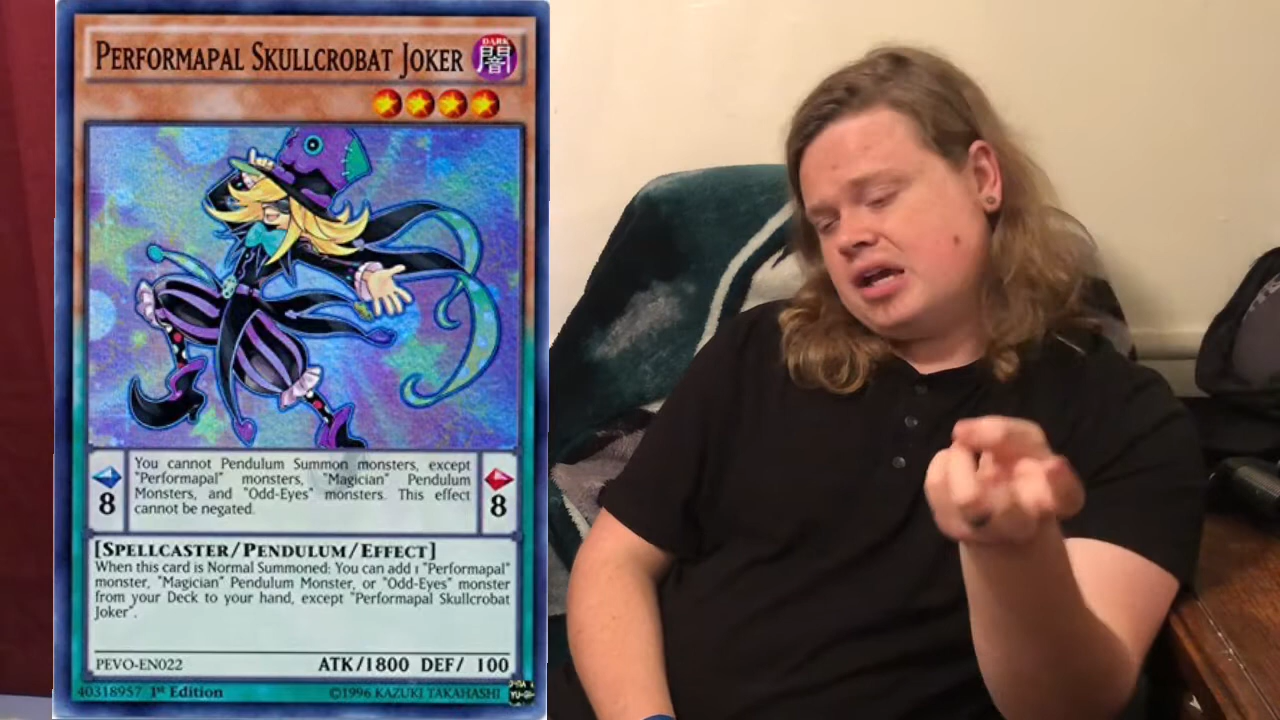 PERFORMAPAL SKULLCROBAT JOKER
DARK
闇
You cannot Pendulum Summon monsters, except
"Performapal" monsters, "Magician" Pendulum
Monsters, and "Odd-Eyes" monsters. This effect
cannot be negated.
8
8
[SPELLCASTER/PENDULUM/EFFECT]
When this card is Normal Summoned: You can add 1 "Performapal"
monster, "Magician" Pendulum Monster, or "Odd-Eyes" monster
from your Deck to your hand, except "Performapal Skullcrobat
Joker".
PEVO-EN022
ATK/1800 DEF/ 100
40318957 1st Edition
©1996 KAZUKI TAKAHASHI